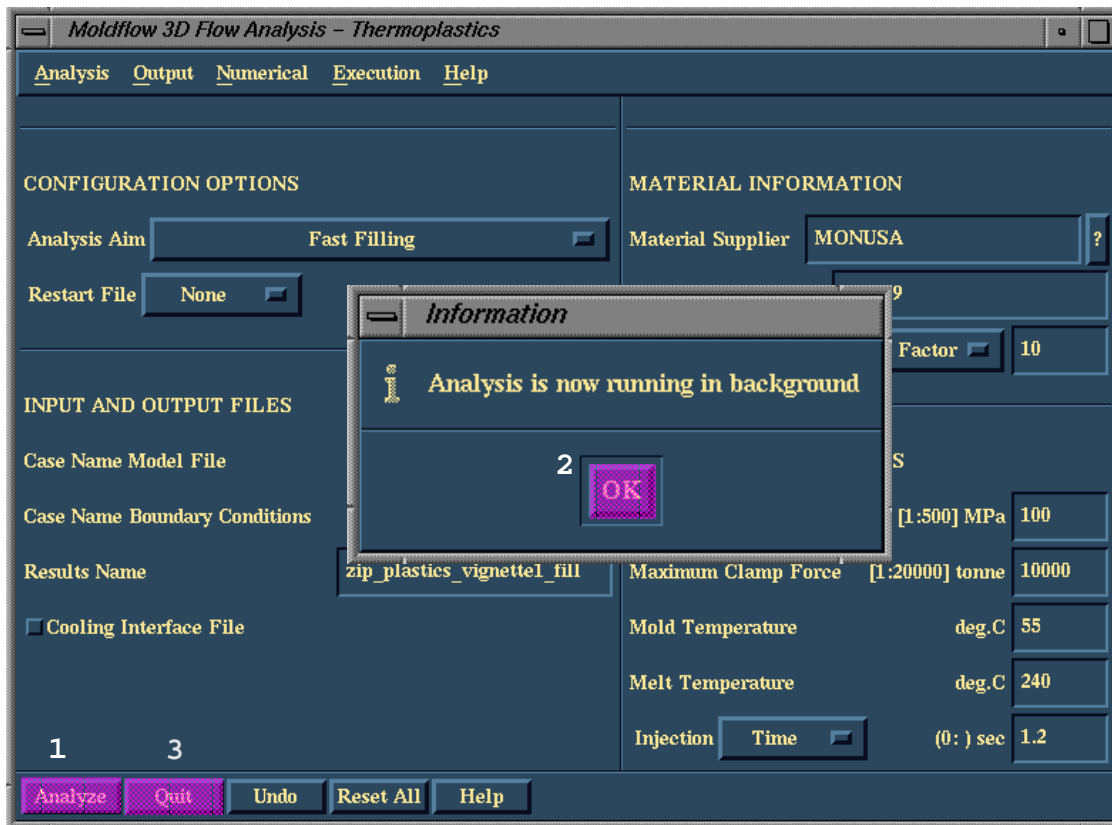 Moldflow 3D Flow Analysis – Thermoplastics
Analysis Output Numerical Execution Help
CONFIGURATION OPTIONS
Analysis Aim Fast Filling
Restart File None
INPUT AND OUTPUT FILES
Case Name Model File
Case Name Boundary Conditions
Results Name zip_plastics_vignette1_fill
Cooling Interface File
MATERIAL INFORMATION
Material Supplier MONUSA ?
9
Factor 10
S
[1:500] MPa 100
Maximum Clamp Force [1:20000] tonne 10000
Mold Temperature deg.C 55
Melt Temperature deg.C 240
Injection Time (0: ) sec 1.2
Information
i Analysis is now running in background
2 OK
1 3
Analyze Quit Undo Reset All Help